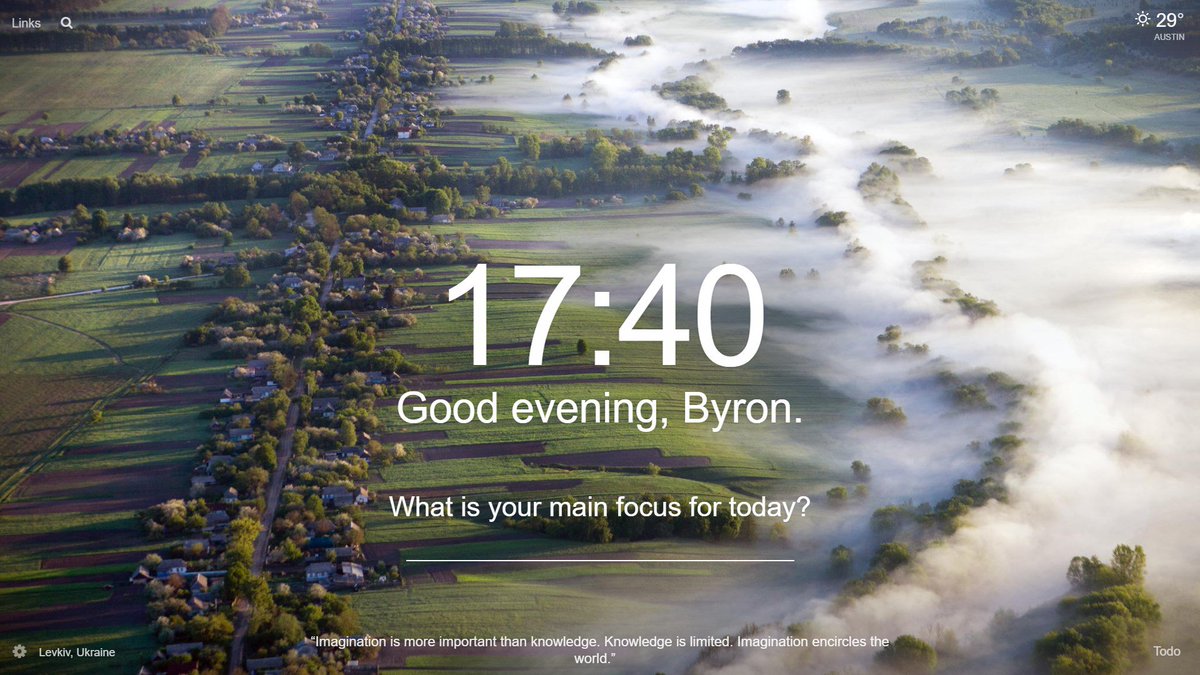 Links
29°
AUSTIN
17:40
Good evening, Byron.
What is your main focus for today?
“Imagination is more important than knowledge. Knowledge is limited. Imagination encircles the
world.”
Levkiv, Ukraine
Todo